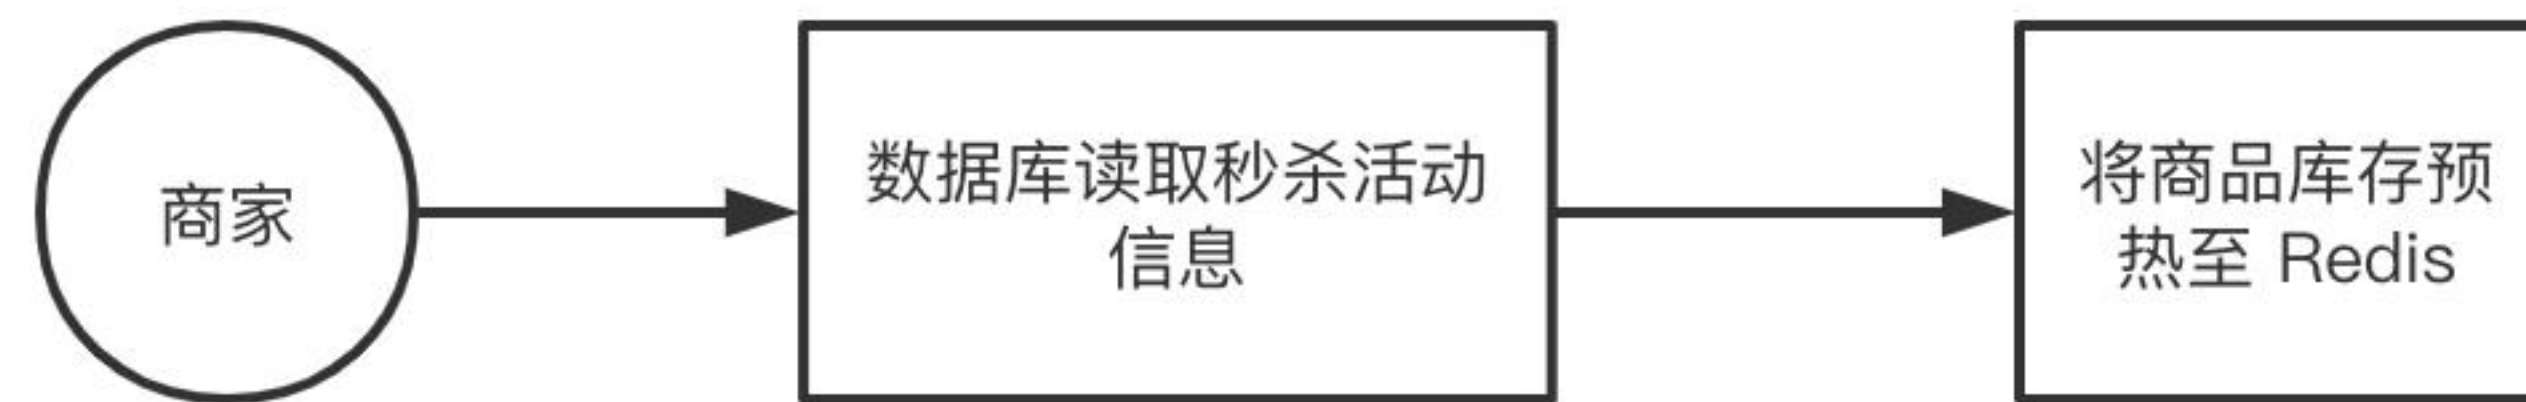 商家
数据库读取秒杀活动
信息
将商品库存预
热至 Redis